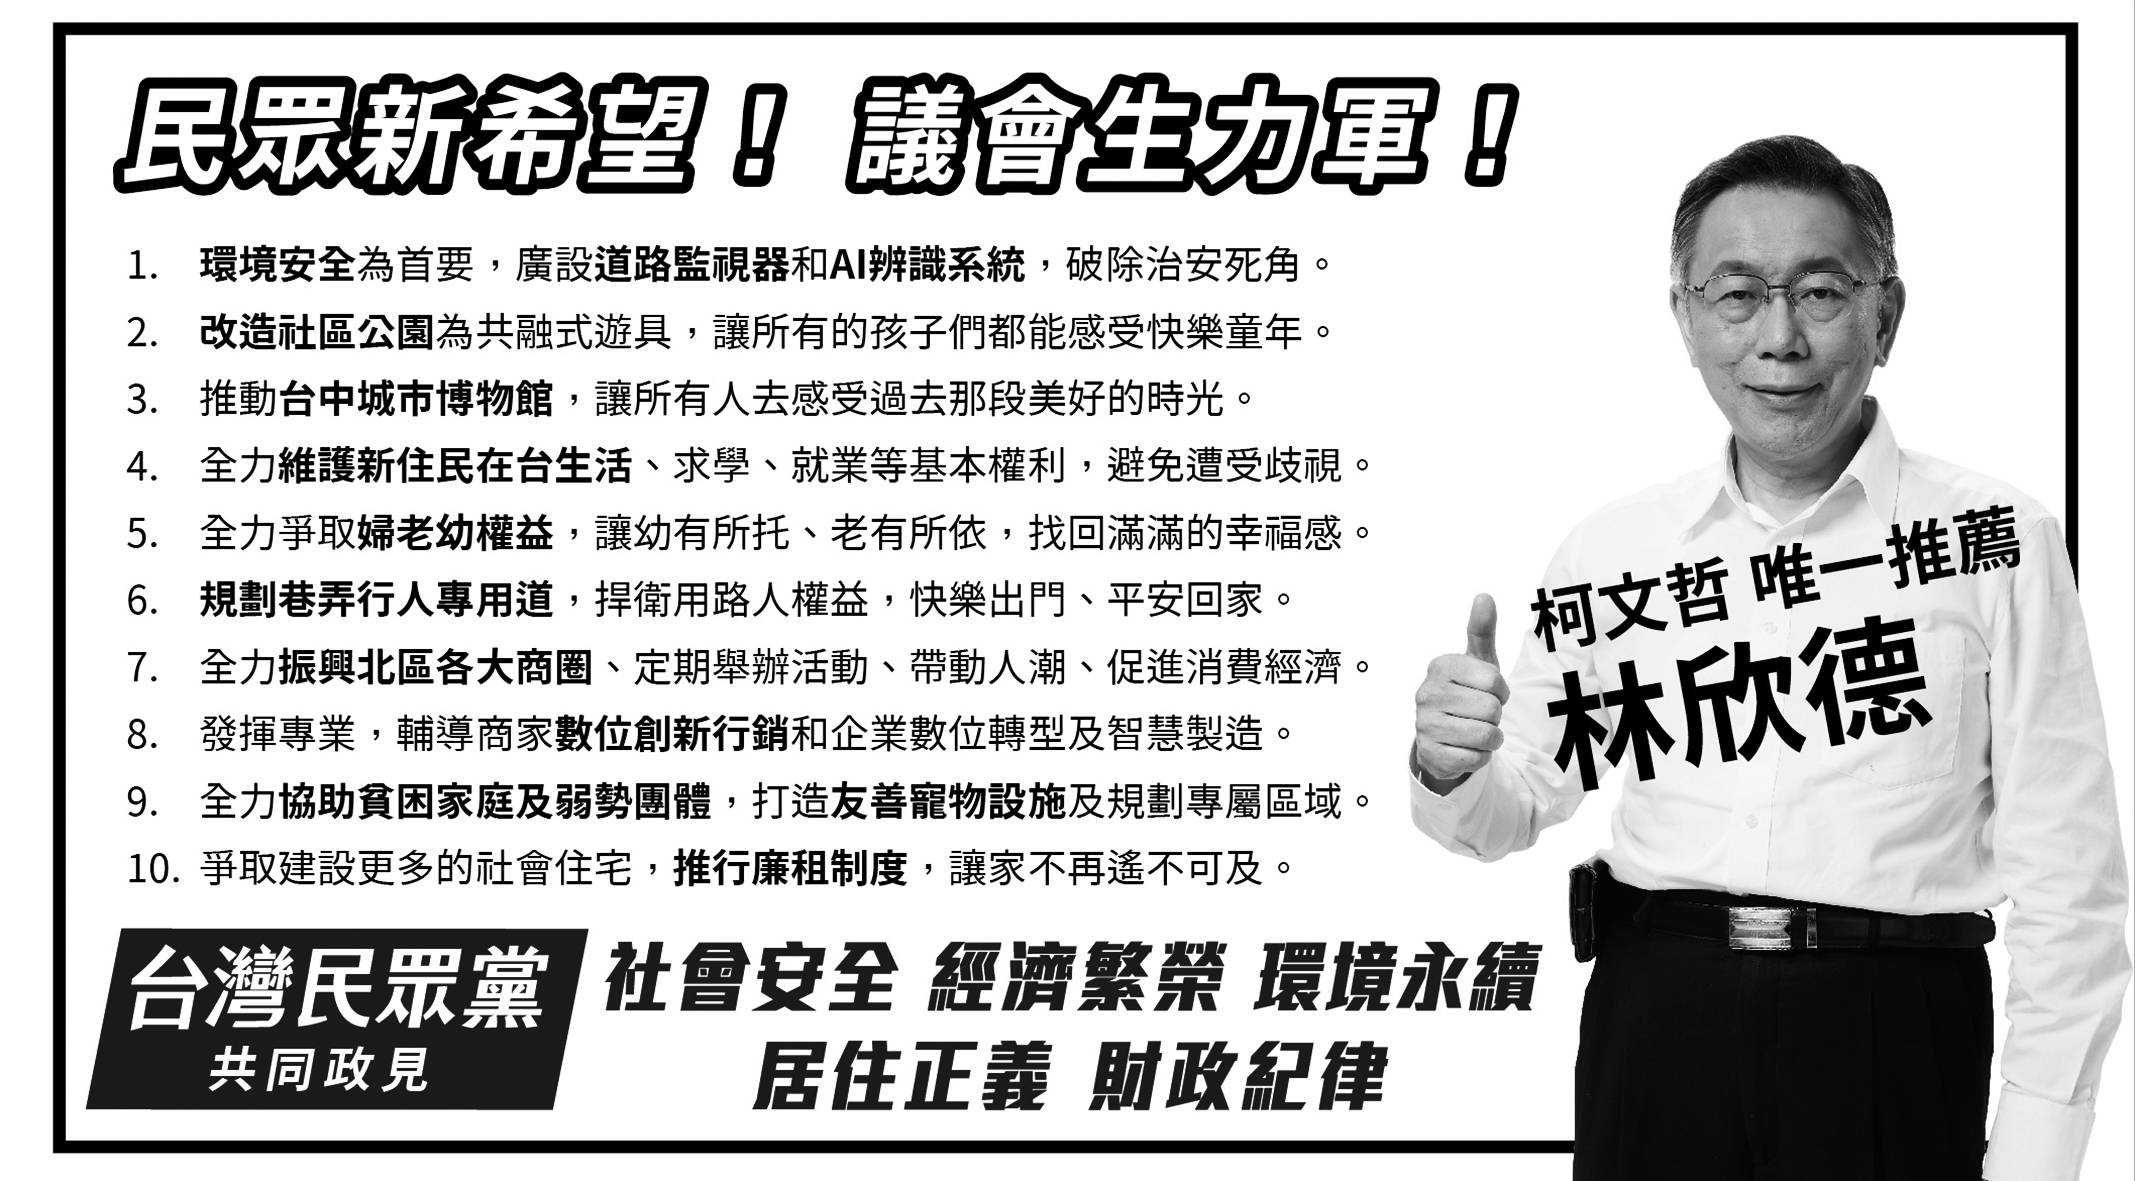 民眾新希望！ 議會生力軍！
1. 環境安全為首要，廣設道路監視器和AI辨識系統，破除治安死角。
2. 改造社區公園為共融式遊具，讓所有的孩子們都能感受快樂童年。
3. 推動台中城市博物館，讓所有人去感受過去那段美好的時光。
4. 全力維護新住民在台生活、求學、就業等基本權利，避免遭受歧視。
5. 全力爭取婦老幼權益，讓幼有所托、老有所依，找回滿滿的幸福感。
6. 規劃巷弄行人專用道，捍衛用路人權益，快樂出門、平安回家。
7. 全力振興北區各大商圈、定期舉辦活動、帶動人潮、促進消費經濟。
8. 發揮專業，輔導商家數位創新行銷和企業數位轉型及智慧製造。
9. 全力協助貧困家庭及弱勢團體，打造友善寵物設施及規劃專屬區域。
10. 爭取建設更多的社會住宅，推行廉租制度，讓家不再遙不可及。
柯文哲 唯一推薦
林欣德
台灣民眾黨
共同政見
社會安全 經濟繁榮 環境永續
居住正義 財政紀律